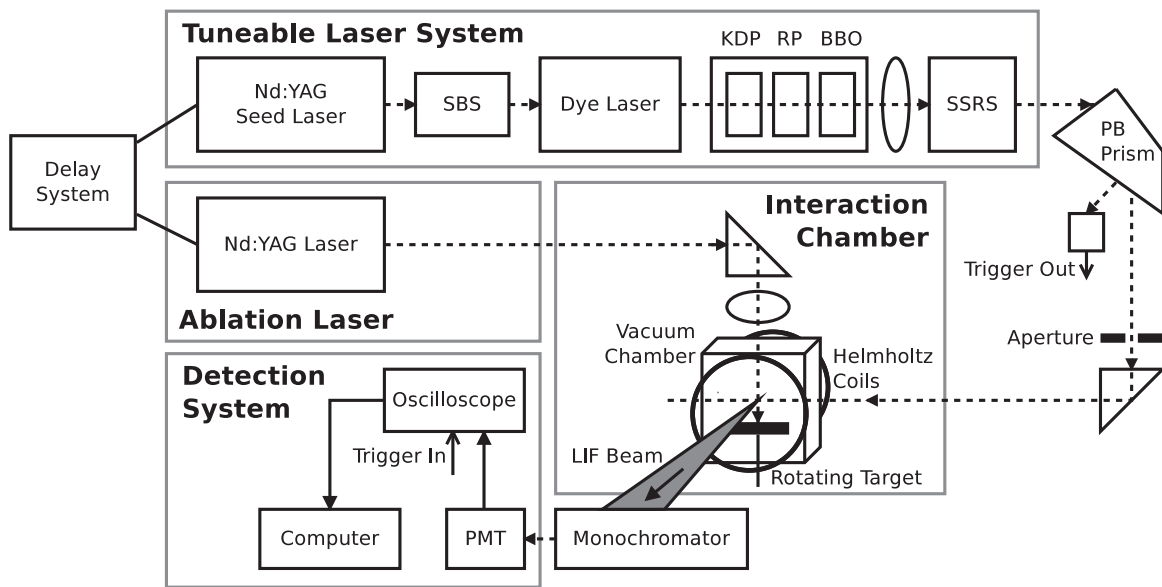 Tuneable Laser System
KDP RP BBO
Nd:YAG
Seed Laser
SBS
Dye Laser
SSRS
PB
Prism
Delay
System
Nd:YAG Laser
Ablation Laser
Interaction
Chamber
Trigger Out
Vacuum
Chamber
Helmholtz
Coils
Aperture
Detection
System
Oscilloscope
Trigger In
LIF Beam
Rotating Target
Computer
PMT
Monochromator